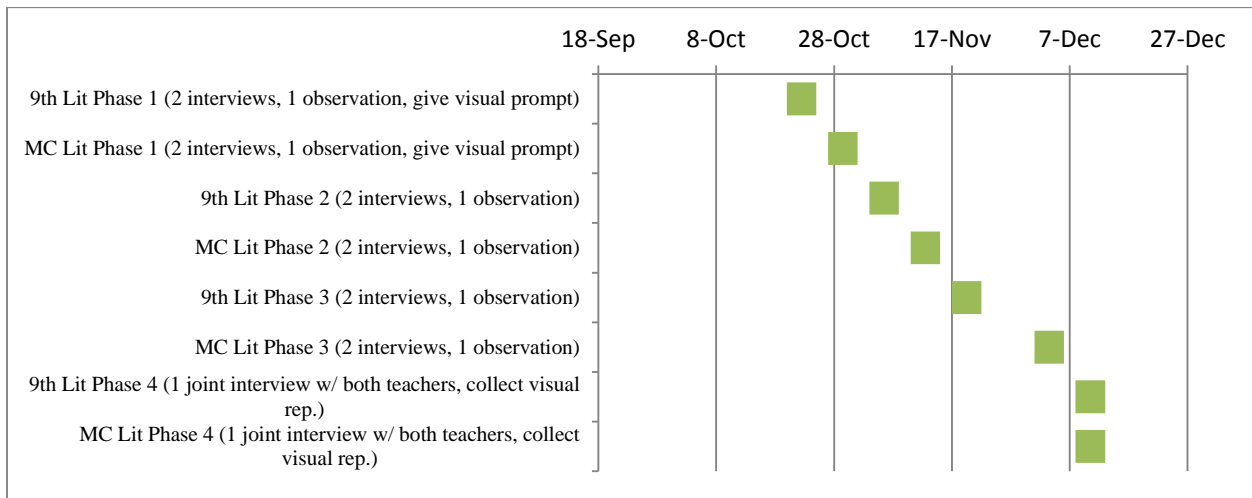 18-Sep 8-Oct 28-Oct 17-Nov 7-Dec 27-Dec
9th Lit Phase 1 (2 interviews, 1 observation, give visual prompt)
MC Lit Phase 1 (2 interviews, 1 observation, give visual prompt)
9th Lit Phase 2 (2 interviews, 1 observation)
MC Lit Phase 2 (2 interviews, 1 observation)
9th Lit Phase 3 (2 interviews, 1 observation)
MC Lit Phase 3 (2 interviews, 1 observation)
9th Lit Phase 4 (1 joint interview w/ both teachers, collect visual
rep.)
MC Lit Phase 4 (1 joint interview w/ both teachers, collect
visual rep.)